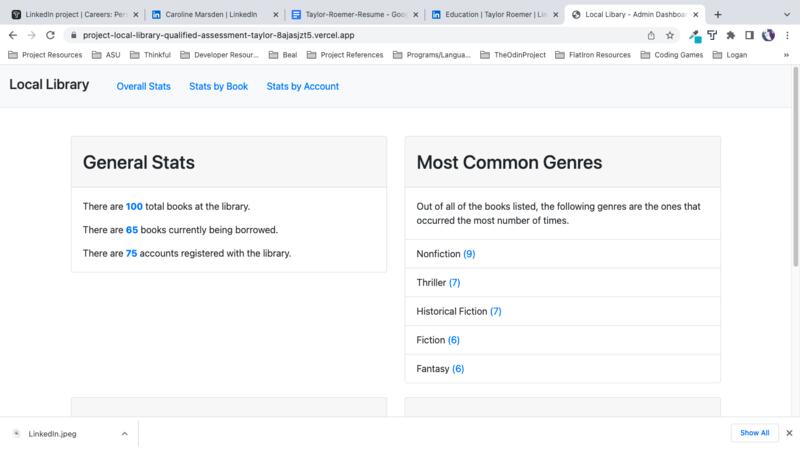 LinkedIn project | Careers: Pers
Caroline Marsden | LinkedIn
Taylor-Roemer-Resume - Goo
Education | Taylor Roemer | Lin
Local Libary - Admin Dashboa
project-local-library-qualified-assessment-taylor-8ajasjzt5.vercel.app
Project Resources
ASU
Thinkful
Developer Resour...
Beal
Project References
Programs/Langua...
TheOdinProject
FlatIron Resources
Coding Games
Logan
»
Local Library
Overall Stats
Stats by Book
Stats by Account
General Stats
There are 100 total books at the library.
There are 65 books currently being borrowed.
There are 75 accounts registered with the library.
Most Common Genres
Out of all of the books listed, the following genres are the ones that
occurred the most number of times.
Nonfiction (9)
Thriller (7)
Historical Fiction (7)
Fiction (6)
Fantasy (6)
LinkedIn.jpeg
Show All